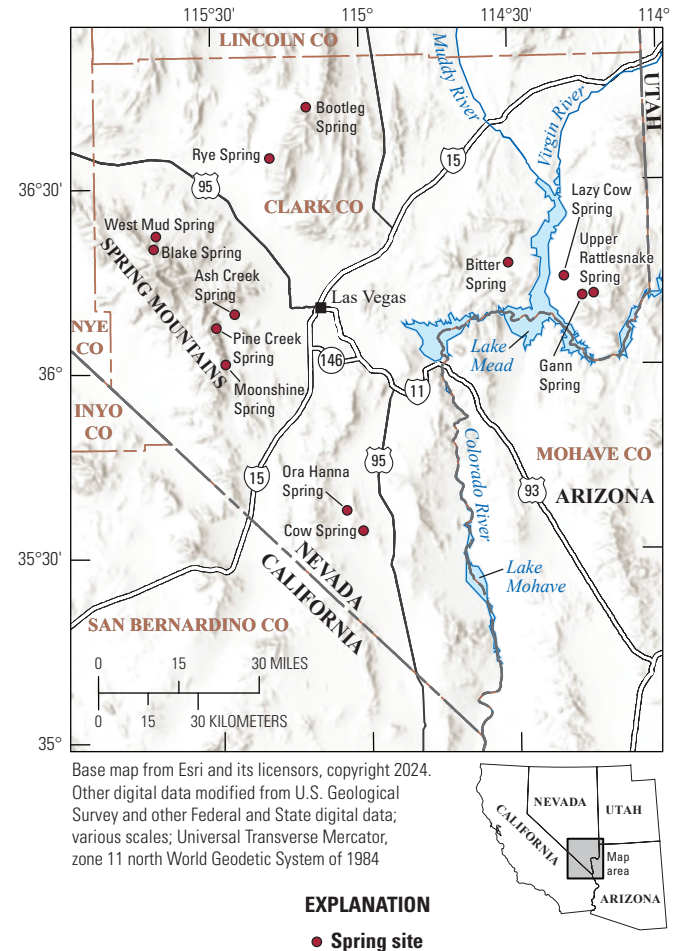 115°30'
115°
114°30'
114°
LINCOLN CO
Muddy River
Virgin River
UTAH
Bootleg
Spring
Rye Spring
15
36°30'
95
CLARK CO
Lazy Cow
Spring
West Mud Spring
Blake Spring
Upper
Rattlesnake
Spring
Bitter
Spring
Ash Creek
Spring
SPRING MOUNTAINS
Las Vegas
NYE
CO
Pine Creek
Spring
Lake
Mead
Gann
Spring
146
36°
Moonshine
Spring
11
INYO
CO
MOHAVE CO
Colorado River
15
Ora Hanna
Spring
95
93
ARIZONA
Cow Spring
35°30'
NEVADA
CALIFORNIA
Lake
Mohave
SAN BERNARDINO CO
0 15 30 MILES
0 15 30 KILOMETERS
35°
Base map from Esri and its licensors, copyright 2024.
Other digital data modified from U.S. Geological
Survey and other Federal and State digital data;
various scales; Universal Transverse Mercator,
zone 11 north World Geodetic System of 1984
NEVADA
UTAH
CALIFORNIA
Map
area
ARIZONA
EXPLANATION
Spring site